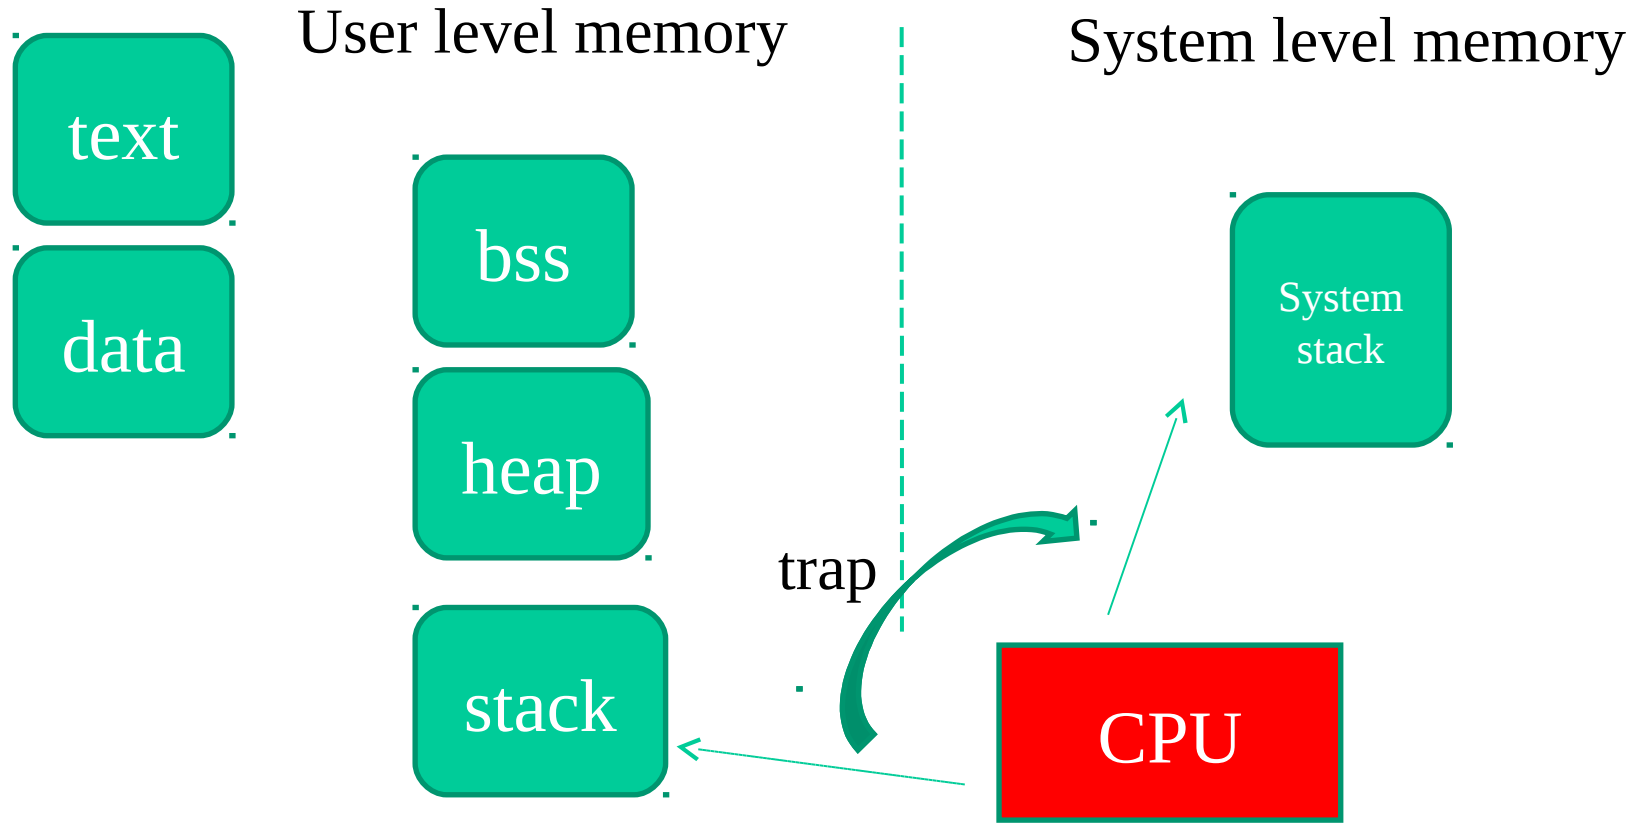 User level memory
System level memory
text
data
bss
heap
stack
trap
System
stack
CPU